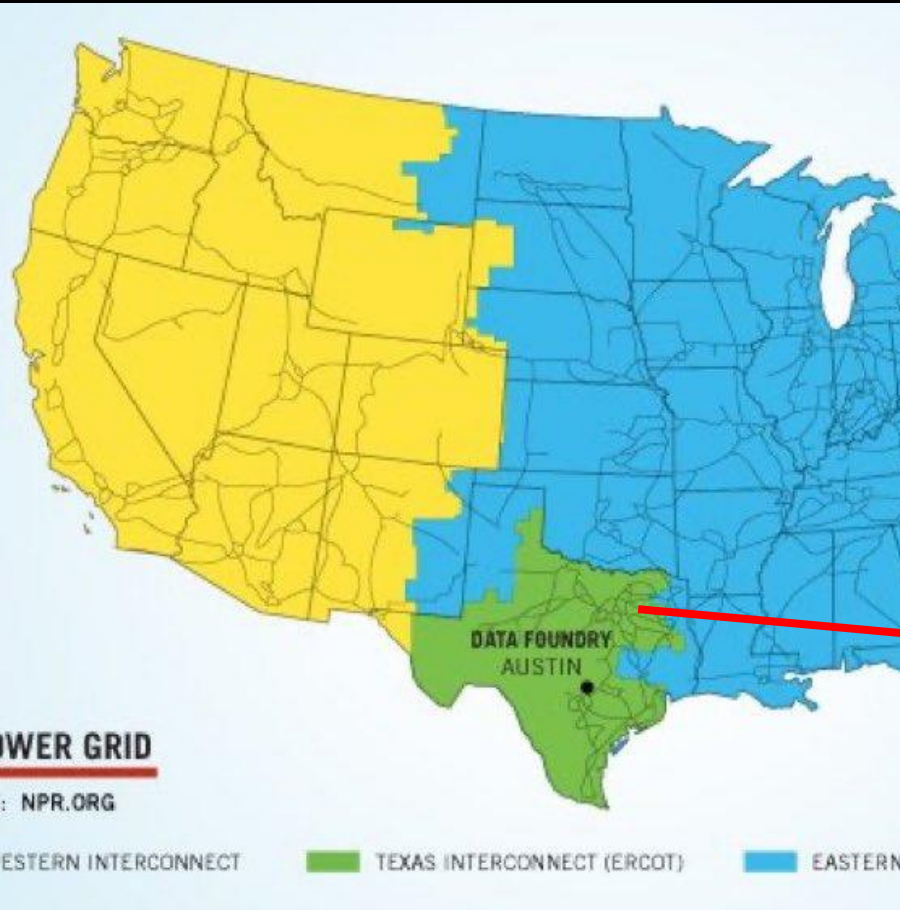 DATA FOUNDRY
AUSTIN
OWER GRID
: NPR.ORG
ESTERN INTERCONNECT
TEXAS INTERCONNECT (ERCOT)
EASTERN